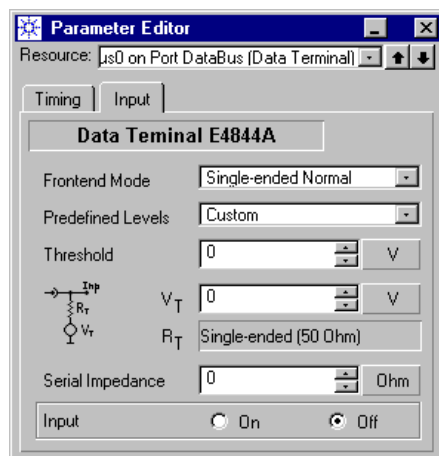 Parameter Editor
Resource: µs0 on Port DataBus (Data Terminal)
Timing Input
Data Teminal E4844A
Frontend Mode Single-ended Normal
Predefined Levels Custom
Threshold 0 V
Inp
RT
VT
VT 0 V
RT Single-ended (50 Ohm)
Serial Impedance 0 Ohm
Input On Off